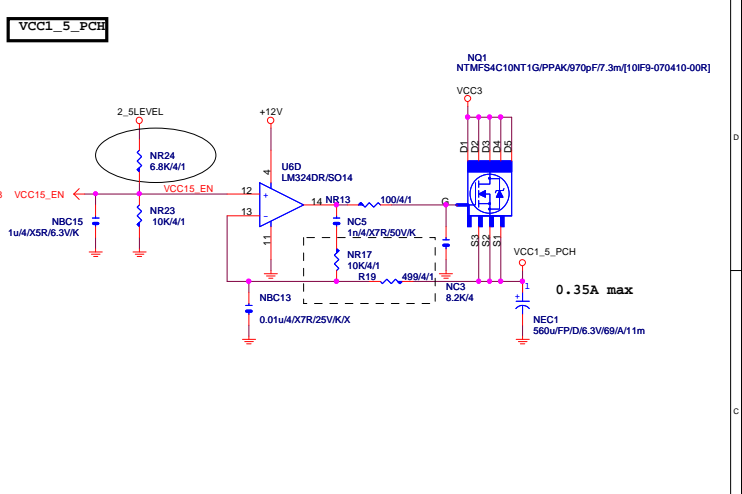 VCC1_5_PCH
NQ1
NTMFS4C10NT1G/PPAK/970pF/7.3m/[10IF9-070410-00R]
VCC3
2_5LEVEL
+12V
D
D1
D2
D3
D4
D5
NR24
6.8K/4/1
4
U6D
LM324DR/SO14
VCC15_EN
VCC15_EN
12
+
13
-
14
NR13
100/4/1
G
NR23
10K/4/1
NBC15
1u/4/X5R/6.3V/K
11
NC5
1n/4/X7R/50V/K
S3
S2
S1
VCC1_5_PCH
NR17
10K/4/1
R19
499/4/1
NC3
8.2K/4
1
0.35A max
NBC13
0.01u/4/X7R/25V/K/X
+
NEC1
560u/FP/D/6.3V/69/A/11m
C